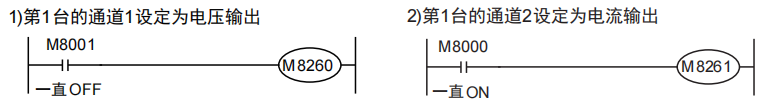 1)第1台的通道1设定为电压输出
M8001
M8260
一直OFF
2)第1台的通道2设定为电流输出
M8000
M8261
一直ON